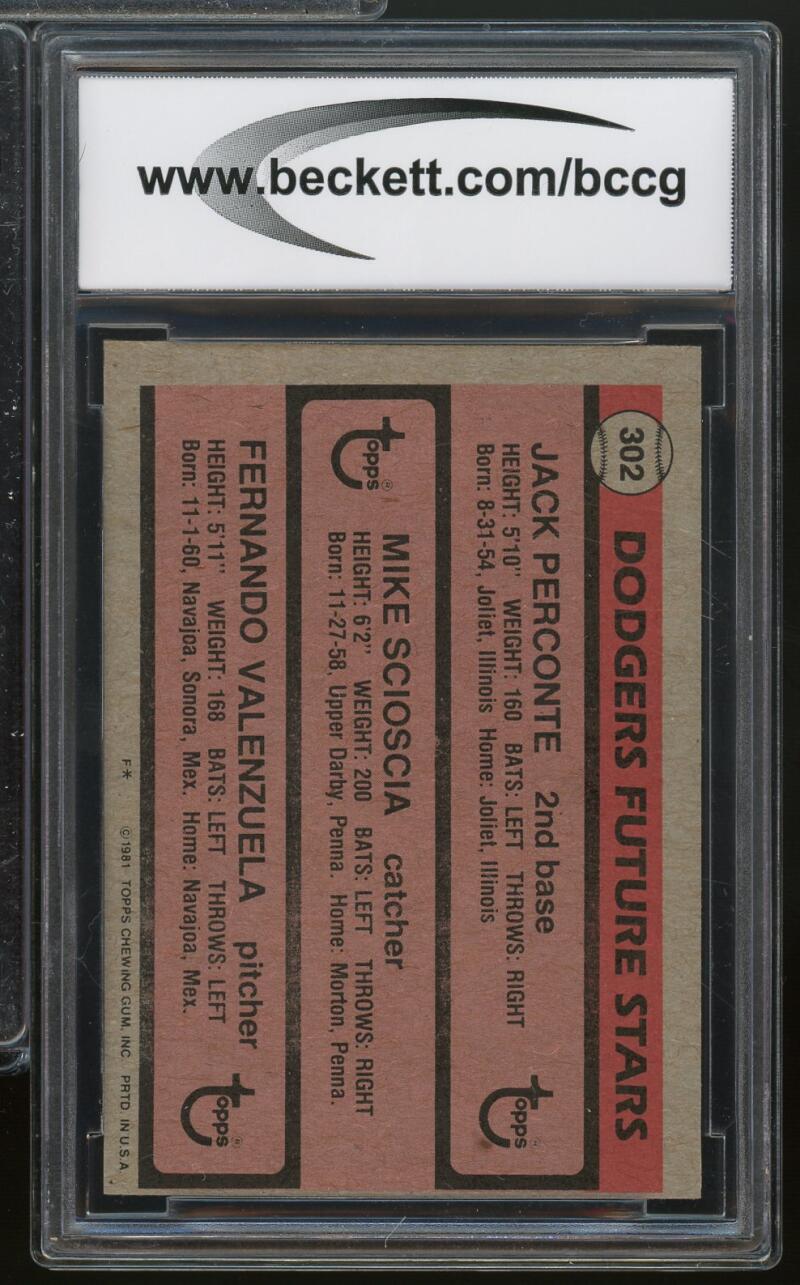 www.beckett.com/bccg
302
DODGERS FUTURE STARS
JACK PERCONTE 2nd base
HEIGHT: 5'10" WEIGHT: 160 BATS: LEFT THROWS: RIGHT
Born: 8-31-54, Joliet, Illinois Home: Joliet, Illinois
Topps®
Topps®
MIKE SCIOSCIA catcher
HEIGHT: 6'2" WEIGHT: 200 BATS: LEFT THROWS: RIGHT
Born: 11-27-58, Upper Darby, Penna. Home: Morton, Penna.
FERNANDO VALENZUELA pitcher
HEIGHT: 5'11" WEIGHT: 168 BATS: LEFT THROWS: LEFT
Born: 11-1-60, Navajoa, Sonora, Mex. Home: Navajoa, Mex.
Topps®
F* ©1981 TOPPS CHEWING GUM, INC. PRTD. IN U.S.A.